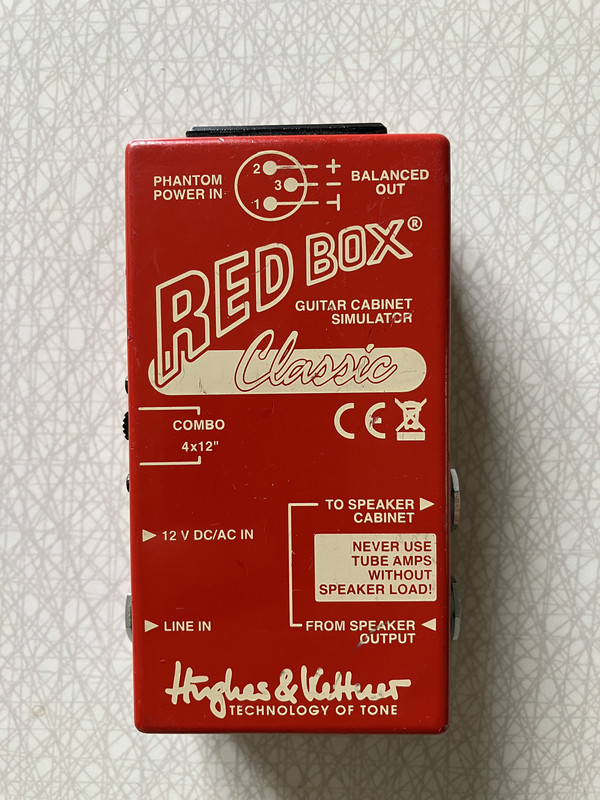 PHANTOM
POWER IN
2
+
3
–
1
BALANCED
OUT
RED BOX®
GUITAR CABINET
SIMULATOR
Classic
CE
COMBO
4x12"
TO SPEAKER
CABINET
12 V DC/AC IN
NEVER USE
TUBE AMPS
WITHOUT
SPEAKER LOAD!
LINE IN
FROM SPEAKER
OUTPUT
Hughes & Kettner
TECHNOLOGY OF TONE